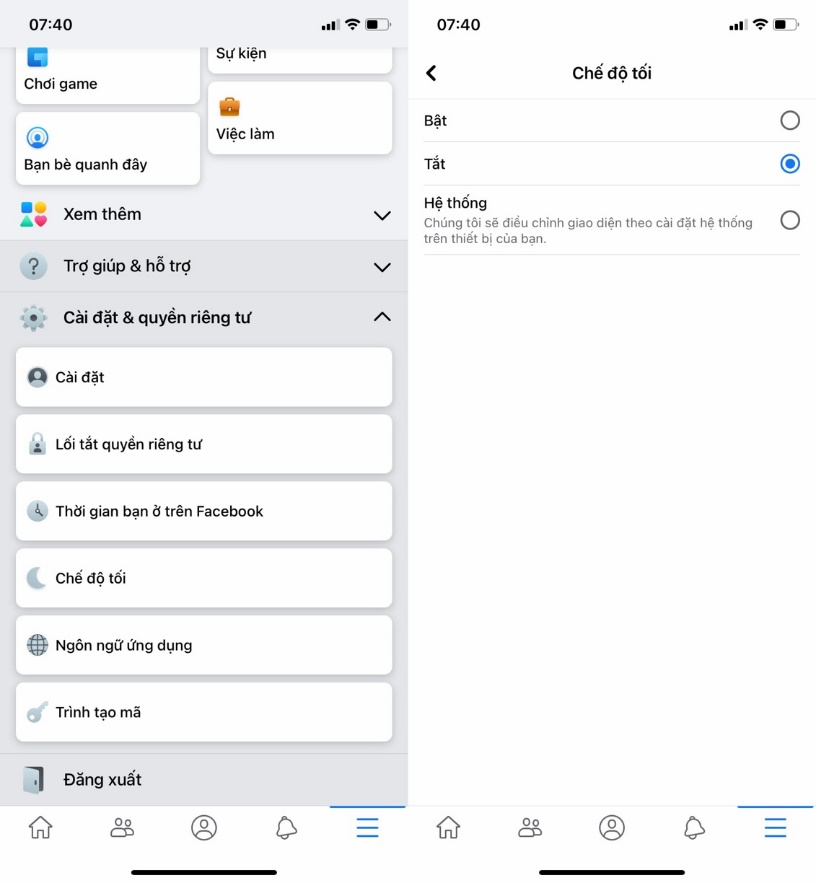 07:40
Chơi game
Sự kiện
Việc làm
Bạn bè quanh đây
Xem thêm
Trợ giúp & hỗ trợ
Cài đặt & quyền riêng tư
Cài đặt
Lối tắt quyền riêng tư
Thời gian bạn ở trên Facebook
Chế độ tối
Ngôn ngữ ứng dụng
Trình tạo mã
Đăng xuất
07:40
Chế độ tối
Bật
Tắt
Hệ thống
Chúng tôi sẽ điều chỉnh giao diện theo cài đặt hệ thống
trên thiết bị của bạn.